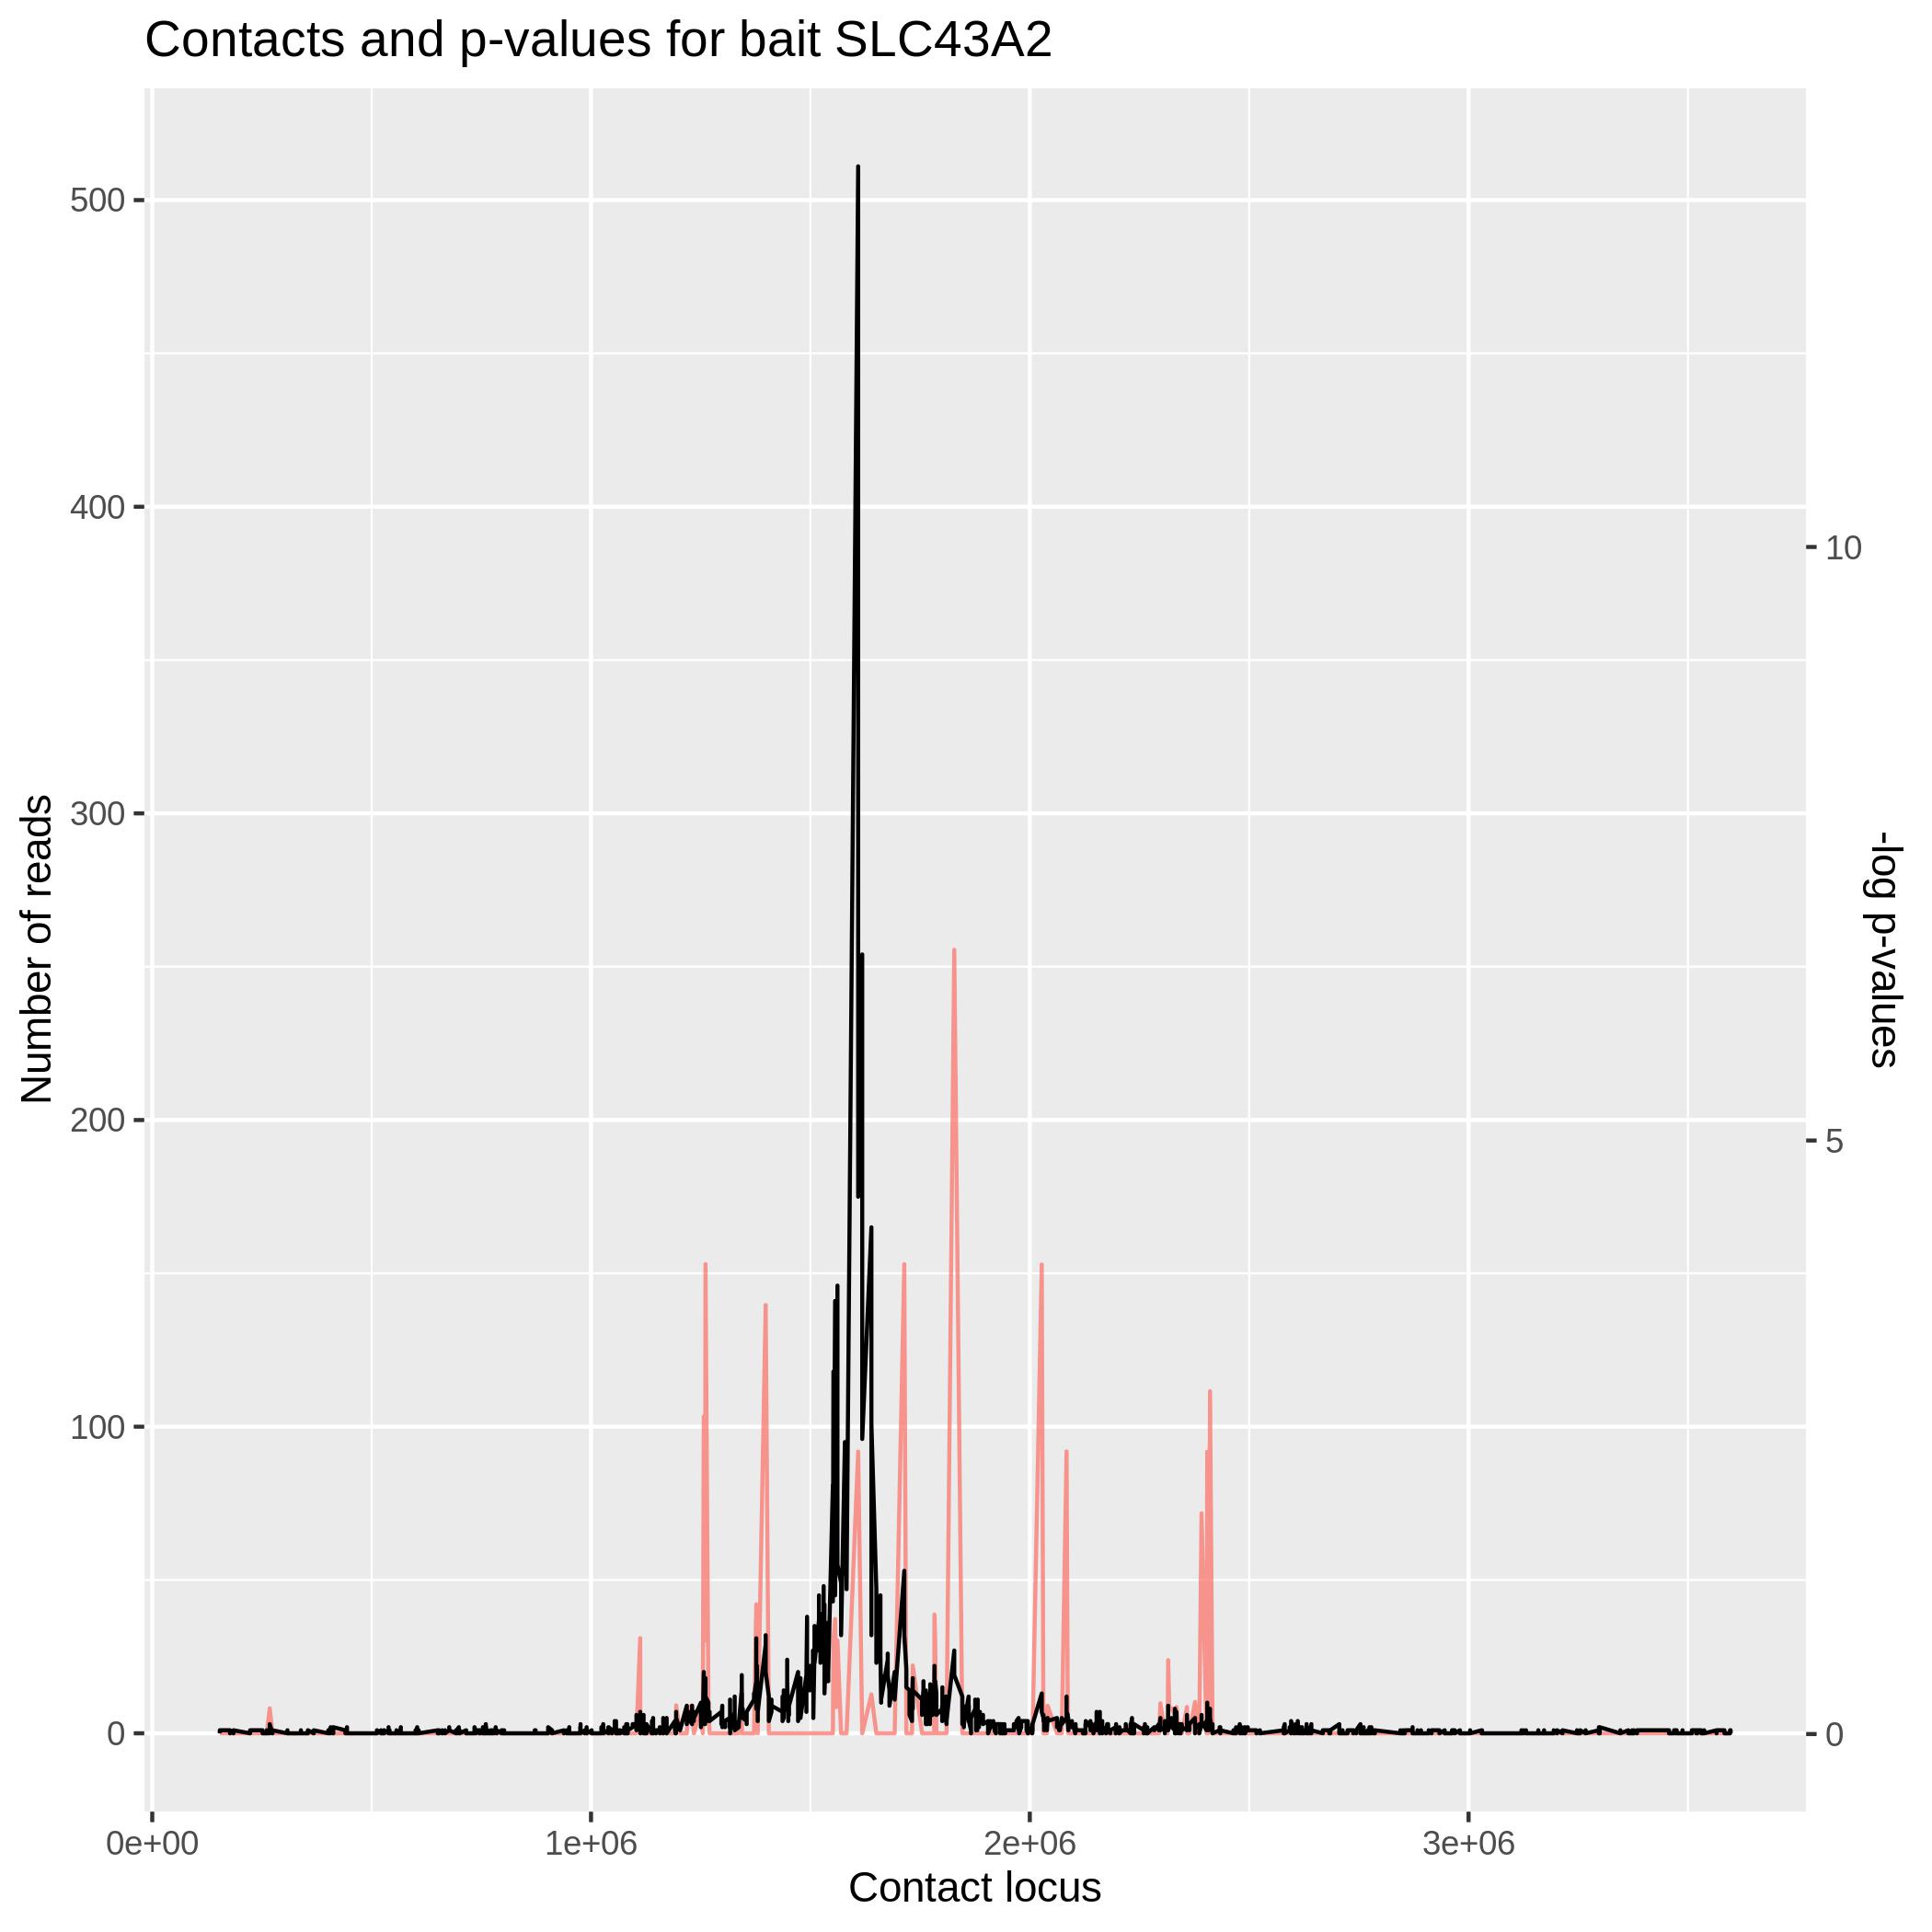 Contacts and p-values for bait SLC43A2
Number of reads
500
400
300
200
100
0
10
5
0
-log p-values
0e+00
1e+06
2e+06
3e+06
Contact locus